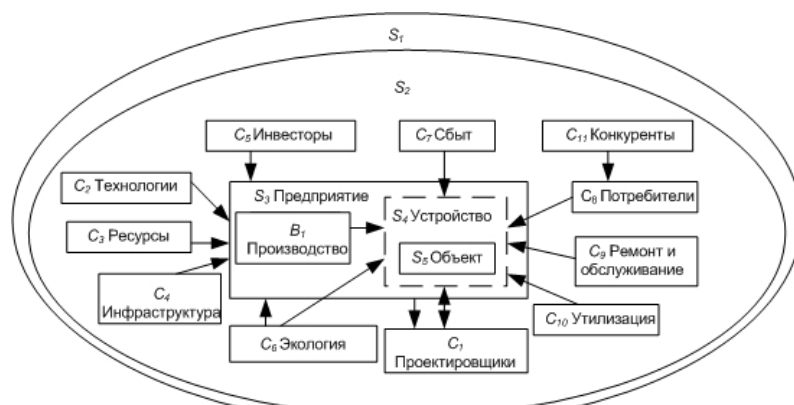 S1
S2
C5 Инвесторы
C7 Сбыт
C11 Конкуренты
C2 Технологии
S3 Предприятие
C8 Потребители
S4 Устройство
B1
Производство
C3 Ресурсы
S5 Объект
C9 Ремонт и
обслуживание
C4
Инфраструктура
C10 Утилизация
C6 Экология
C1
Проектировщики